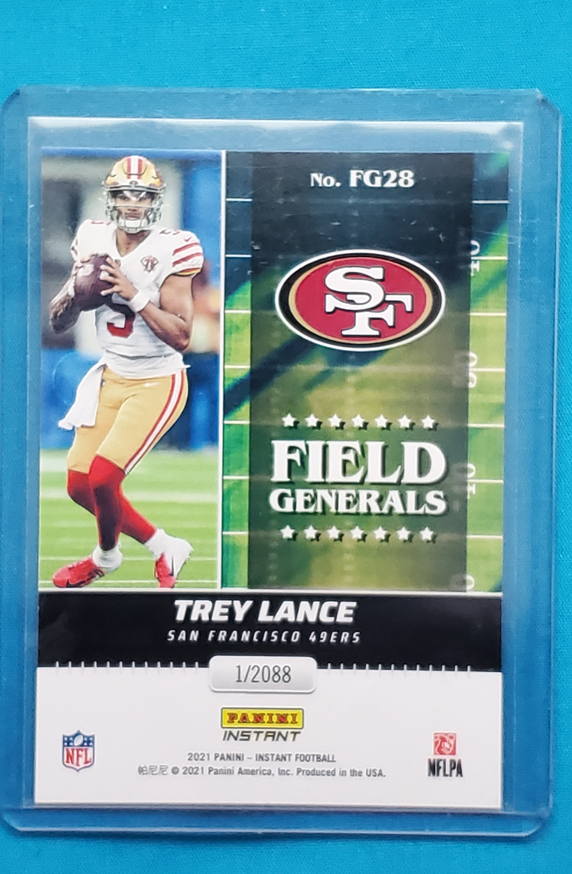 No. FG28
SF
5
FIELD
GENERALS
TREY LANCE
SAN FRANCISCO 49ERS
1/2088
PANINI
INSTANT
NFL
NFLPA
2021 PANINI – INSTANT FOOTBALL
帕尼尼 © 2021 Panini America, Inc. Produced in the USA.